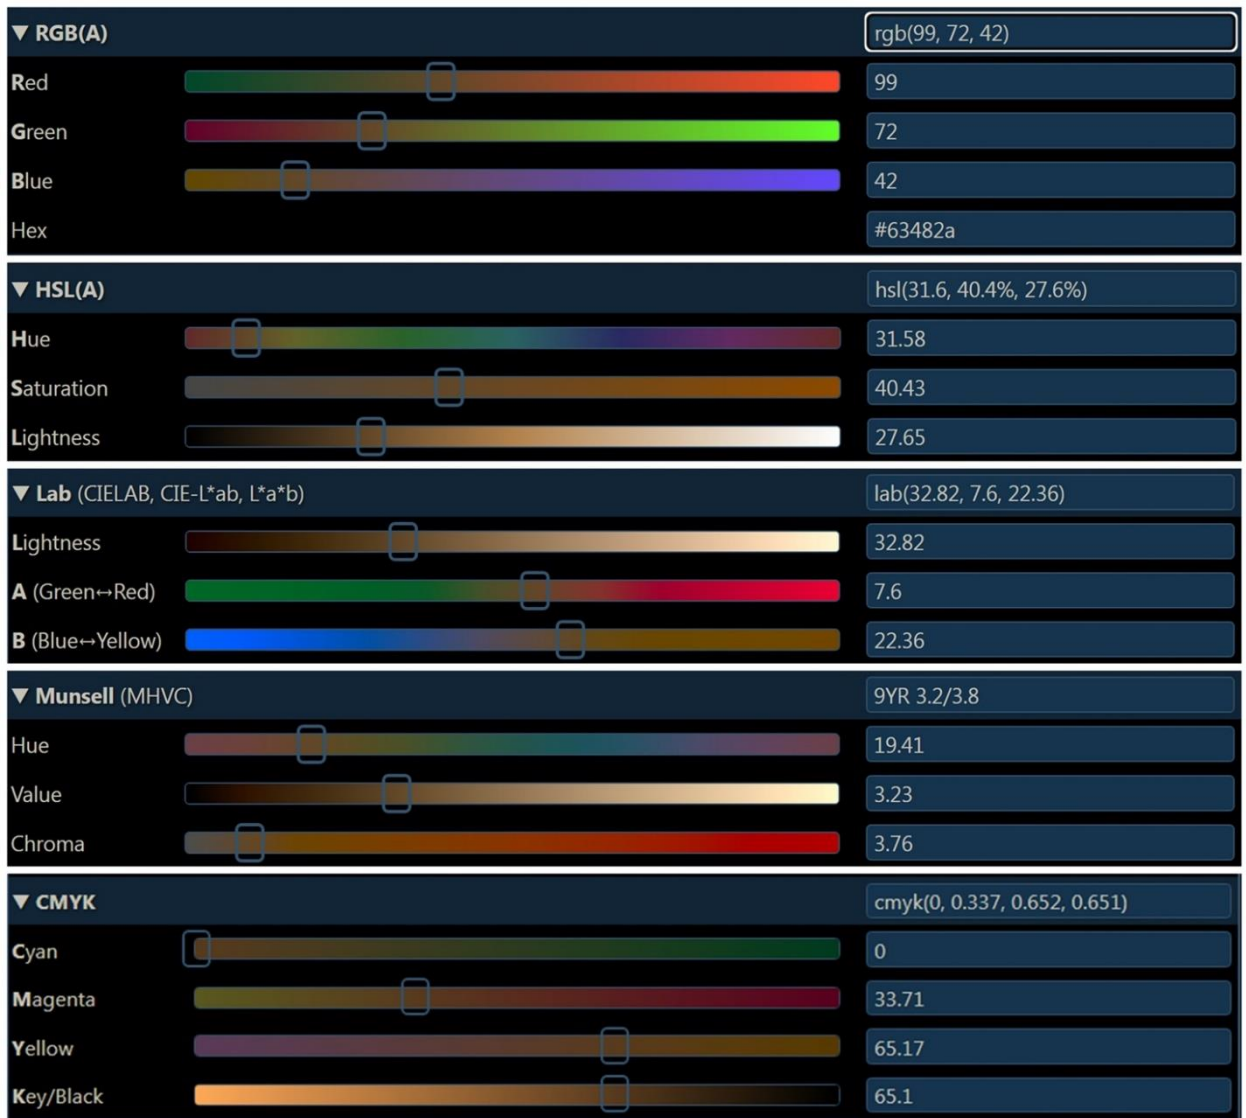 ▼ RGB(A) rgb(99, 72, 42)
Red 99
Green 72
Blue 42
Hex #63482a
▼ HSL(A) hsl(31.6, 40.4%, 27.6%)
Hue 31.58
Saturation 40.43
Lightness 27.65
▼ Lab (CIELAB, CIE-L*ab, L*a*b) lab(32.82, 7.6, 22.36)
Lightness 32.82
A (Green↔Red) 7.6
B (Blue↔Yellow) 22.36
▼ Munsell (MHVC) 9YR 3.2/3.8
Hue 19.41
Value 3.23
Chroma 3.76
▼ CMYK cmyk(0, 0.337, 0.652, 0.651)
Cyan 0
Magenta 33.71
Yellow 65.17
Key/Black 65.1